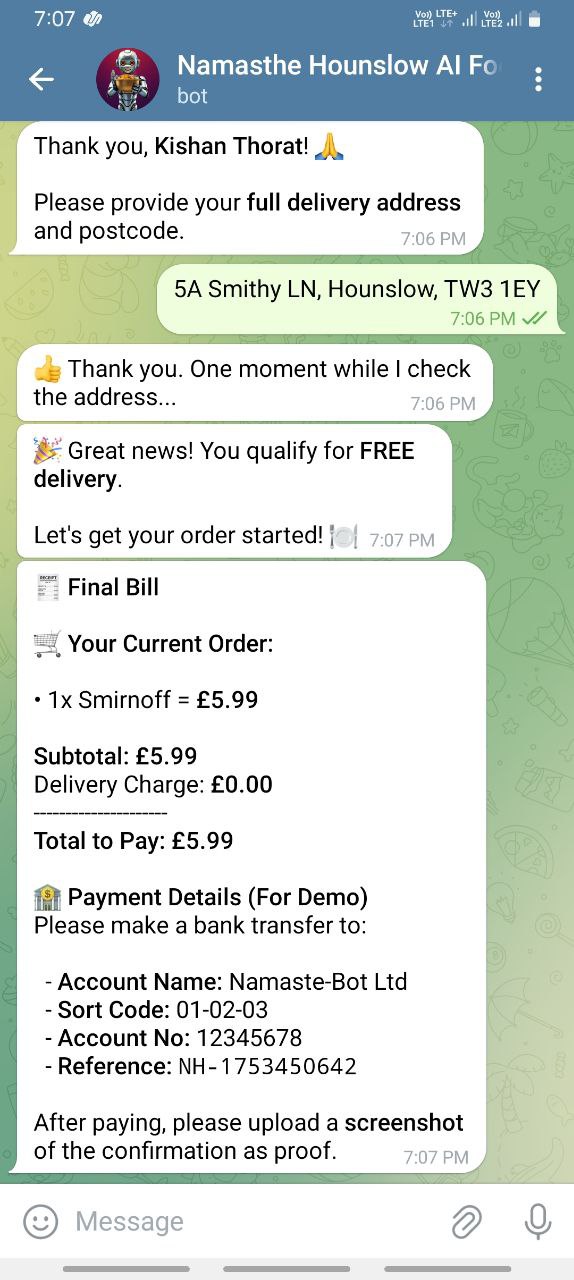 7:07
Vo) LTE+ Vo)
LTE1 ↓↑ LTE2
Namasthe Hounslow AI Fo
bot
Thank you, Kishan Thorat! 🙏
Please provide your full delivery address
and postcode.
7:06 PM
5A Smithy LN, Hounslow, TW3 1EY
7:06 PM
👍 Thank you. One moment while I check
the address...
7:06 PM
🎉 Great news! You qualify for FREE
delivery.
Let's get your order started! 🍽️ 7:07 PM
🧾 Final Bill
🛒 Your Current Order:
• 1x Smirnoff = £5.99
Subtotal: £5.99
Delivery Charge: £0.00
---------------------
Total to Pay: £5.99
🏦 Payment Details (For Demo)
Please make a bank transfer to:
- Account Name: Namaste-Bot Ltd
- Sort Code: 01-02-03
- Account No: 12345678
- Reference: NH-1753450642
After paying, please upload a screenshot
of the confirmation as proof.
7:07 PM
Message